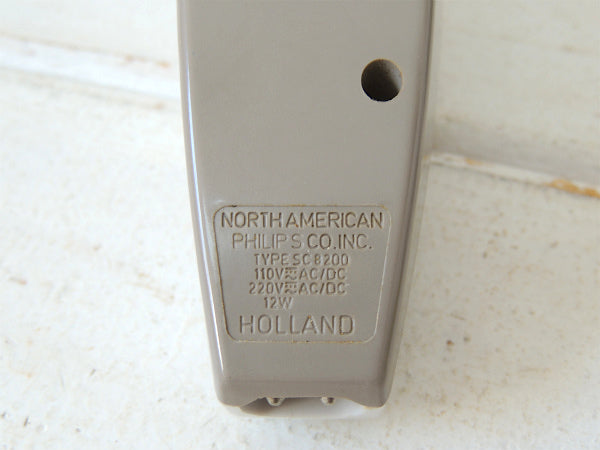 NORTH AMERICAN
PHILIPS CO. INC.
TYPE SC 8200
110V⎓AC/DC
220V⎓AC/DC
12W
HOLLAND